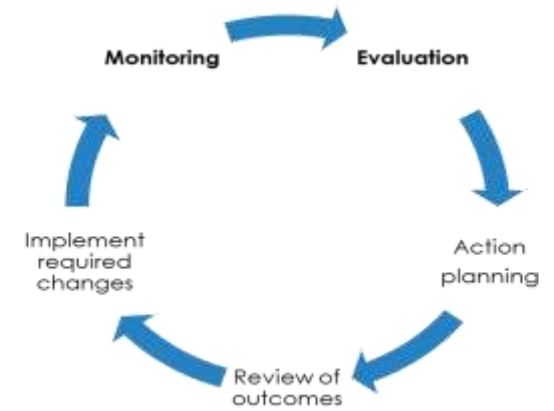 Monitoring
Evaluation
Action
planning
Review of
outcomes
Implement
required
changes